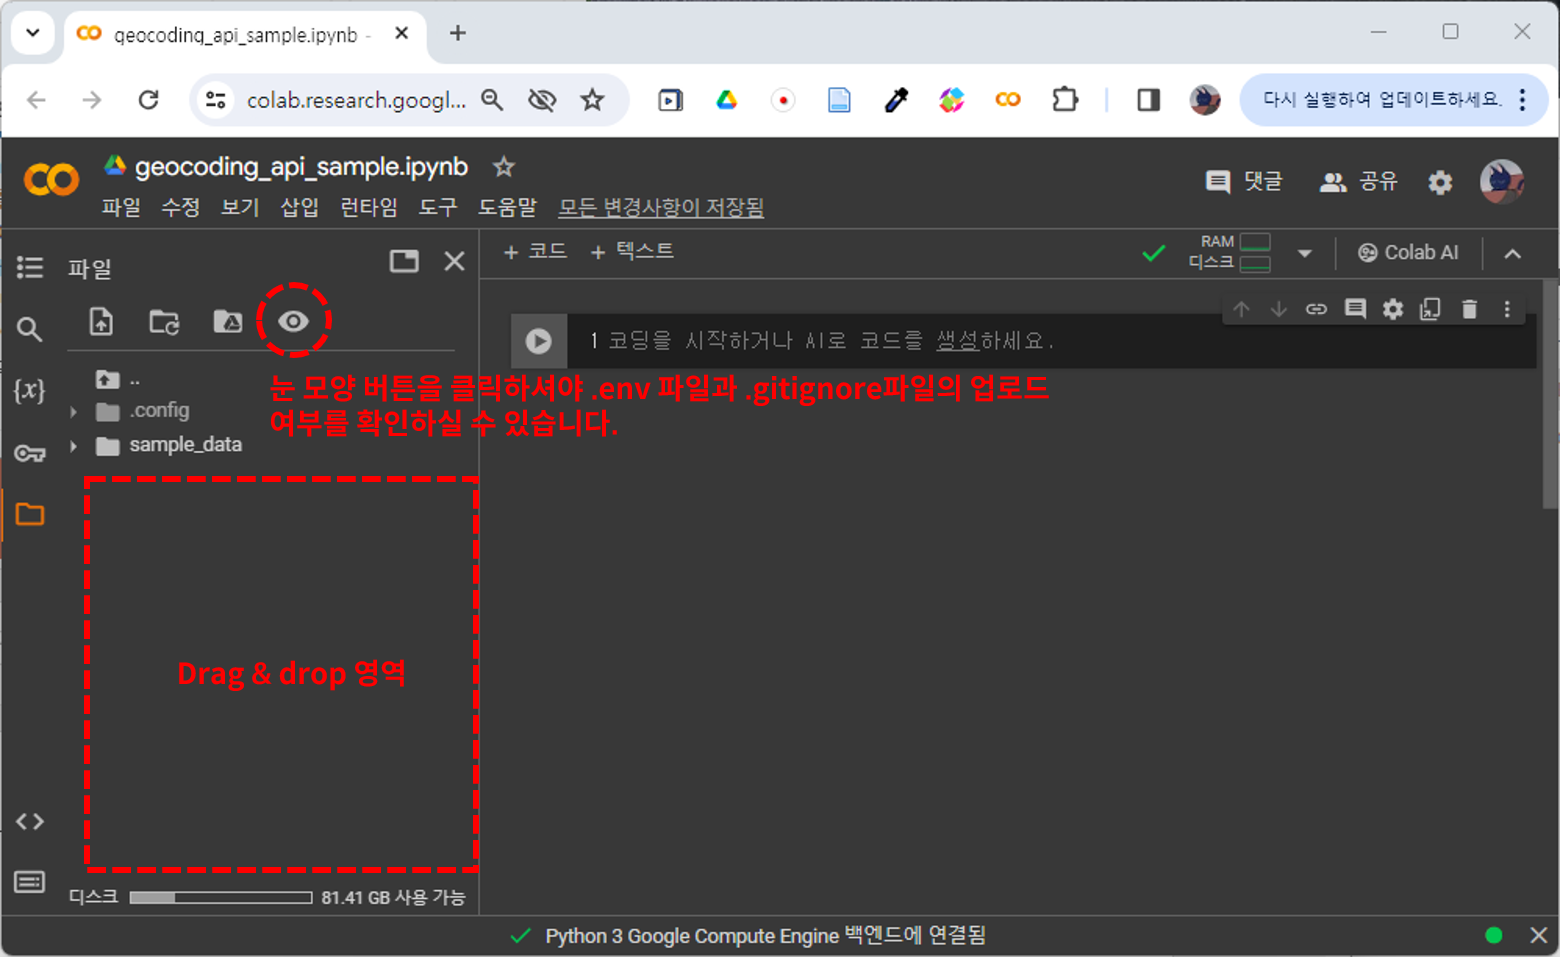 geocoding_api_sample.ipynb -
colab.research.googl...
다시 실행하여 업데이트하세요.
geocoding_api_sample.ipynb
댓글
공유
파일 수정 보기 삽입 런타임 도구 도움말 모든 변경사항이 저장됨
파일
+ 코드 + 텍스트
RAM
디스크
Colab AI
1 코딩을 시작하거나 AI로 코드를 생성하세요.
{x}
..
.config
sample_data
눈 모양 버튼을 클릭하셔야 .env 파일과 .gitignore파일의 업로드
여부를 확인하실 수 있습니다.
Drag & drop 영역
디스크 81.41 GB 사용 가능
Python 3 Google Compute Engine 백엔드에 연결됨